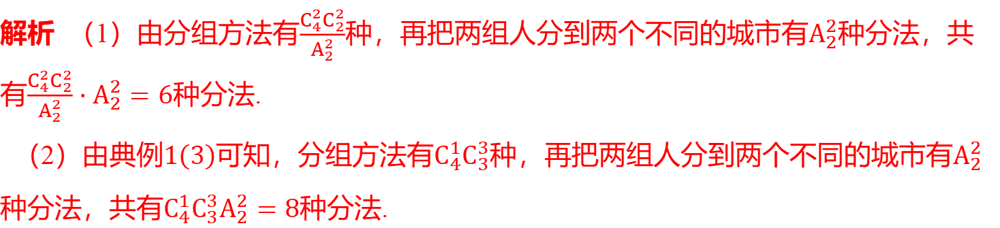 解析 （1）由分组方法有$\frac{C_4^2C_2^2}{A_2^2}$种，再把两组人分到两个不同的城市有$A_2^2$种分法，共
有$\frac{C_4^2C_2^2}{A_2^2} \cdot A_2^2 = 6$种分法.
（2）由典例1(3)可知，分组方法有$C_4^1C_3^3$种，再把两组人分到两个不同的城市有$A_2^2$
种分法，共有$C_4^1C_3^3A_2^2 = 8$种分法.